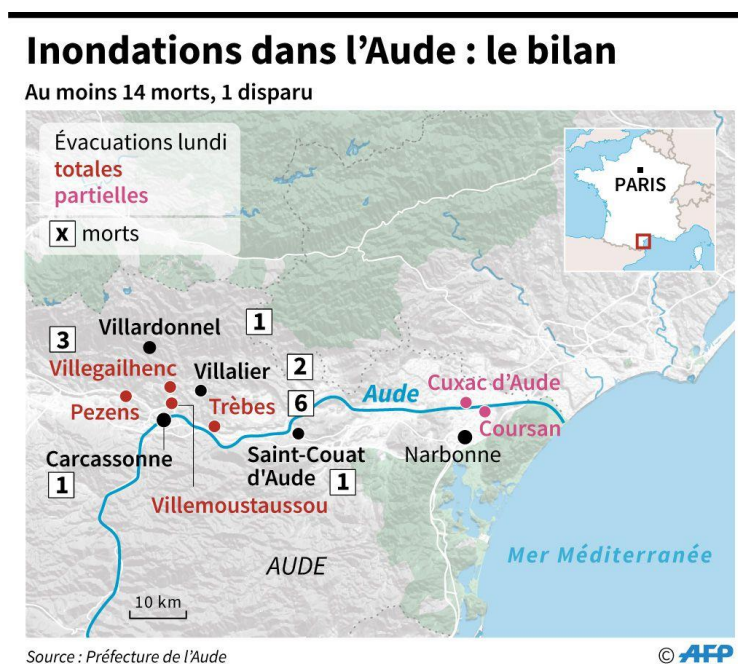 Inondations dans l’Aude : le bilan
Au moins 14 morts, 1 disparu
Évacuations lundi
totales
partielles
x morts
PARIS
Villardonnel
1
3
Villegailhenc
Villalier
2
Aude
Cuxac d’Aude
Pezens
Trèbes
6
Coursan
Carcassonne
Saint-Couat
d'Aude
Narbonne
1
1
Villemoustaussou
AUDE
Mer Méditerranée
10 km
Source : Préfecture de l’Aude
© AFP